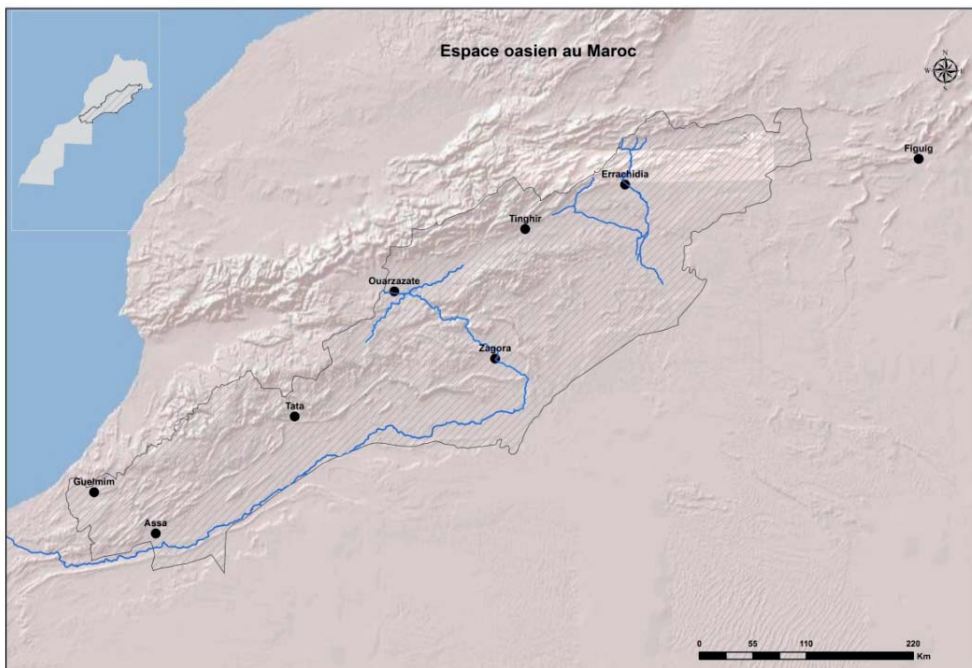 Espace oasien au Maroc
N
W E
S
Figuig
Errachidia
Tinghir
Ouarzazate
Zagora
Tata
Guelmim
Assa
0 55 110 220
Km